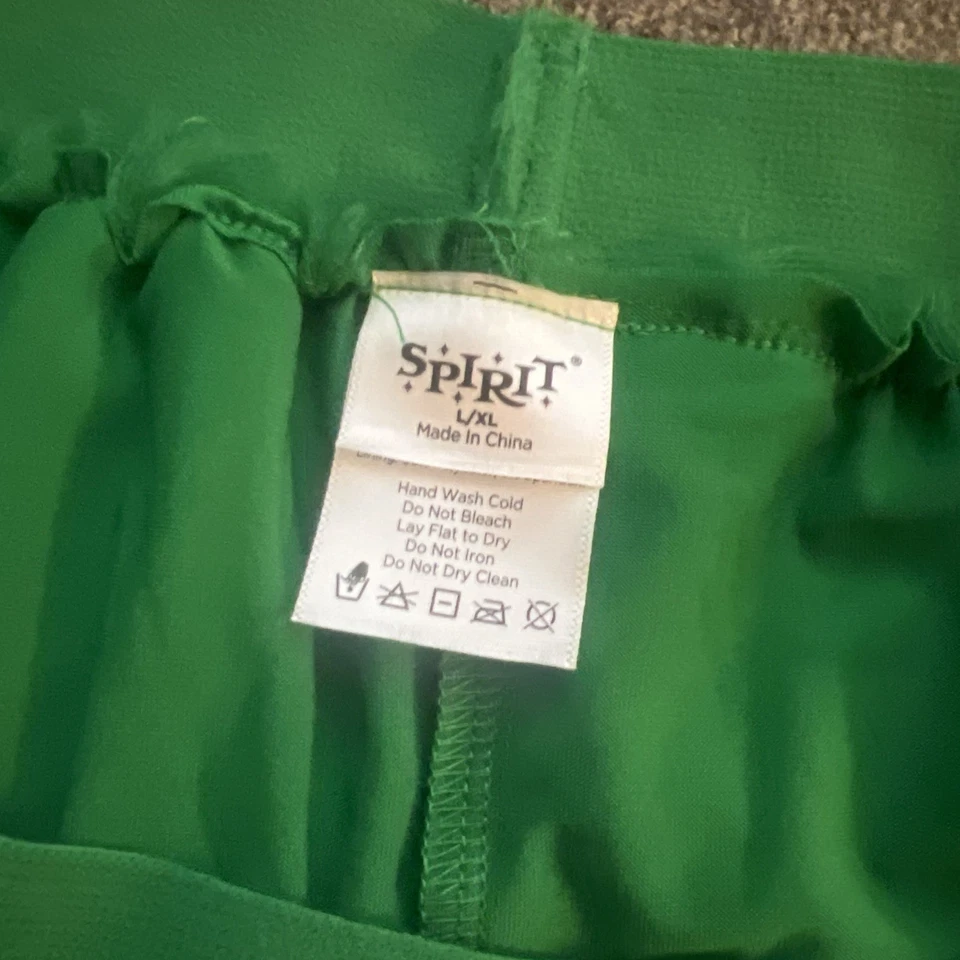 SPIRIT®
L/XL
Made In China
Hand Wash Cold
Do Not Bleach
Lay Flat to Dry
Do Not Iron
Do Not Dry Clean